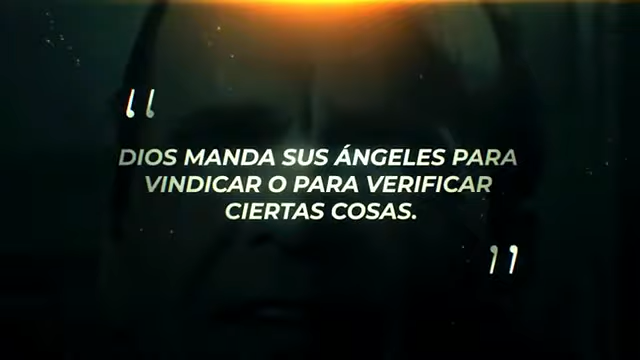 “
DIOS MANDA SUS ÁNGELES PARA
VINDICAR O PARA VERIFICAR
CIERTAS COSAS.
”